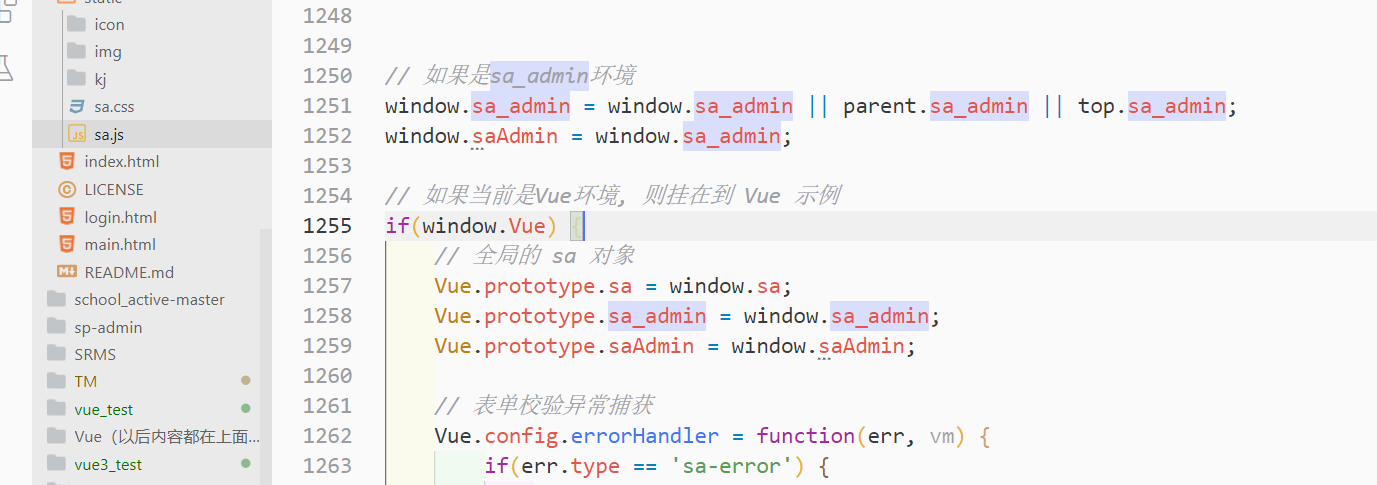 static
icon
img
kj
sa.css
JS sa.js
index.html
LICENSE
login.html
main.html
README.md
school_active-master
sp-admin
SRMS
TM
vue_test
Vue（以后内容都在上面...
vue3_test
1248
1249
1250 // 如果是sa_admin环境
1251 window.sa_admin = window.sa_admin || parent.sa_admin || top.sa_admin;
1252 window.saAdmin = window.sa_admin;
1253
1254 // 如果当前是Vue环境, 则挂在到 Vue 示例
1255 if(window.Vue) {
1256 // 全局的 sa 对象
1257 Vue.prototype.sa = window.sa;
1258 Vue.prototype.sa_admin = window.sa_admin;
1259 Vue.prototype.saAdmin = window.saAdmin;
1260
1261 // 表单校验异常捕获
1262 Vue.config.errorHandler = function(err, vm) {
1263 if(err.type == 'sa-error') {